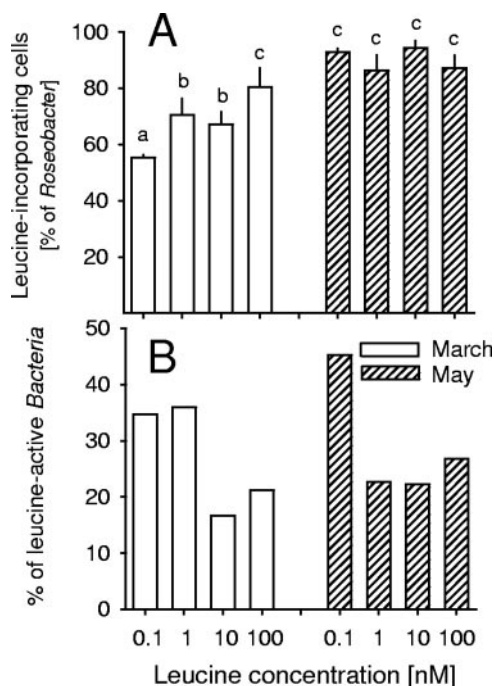 A
Leucine-incorporating cells
[% of Roseobacter]
100
80
60
40
20
a
b
b
c
c
c
c
c
B
% of leucine-active Bacteria
50
40
30
20
10
0
March
May
0.1 1 10 100 0.1 1 10 100
Leucine concentration [nM]